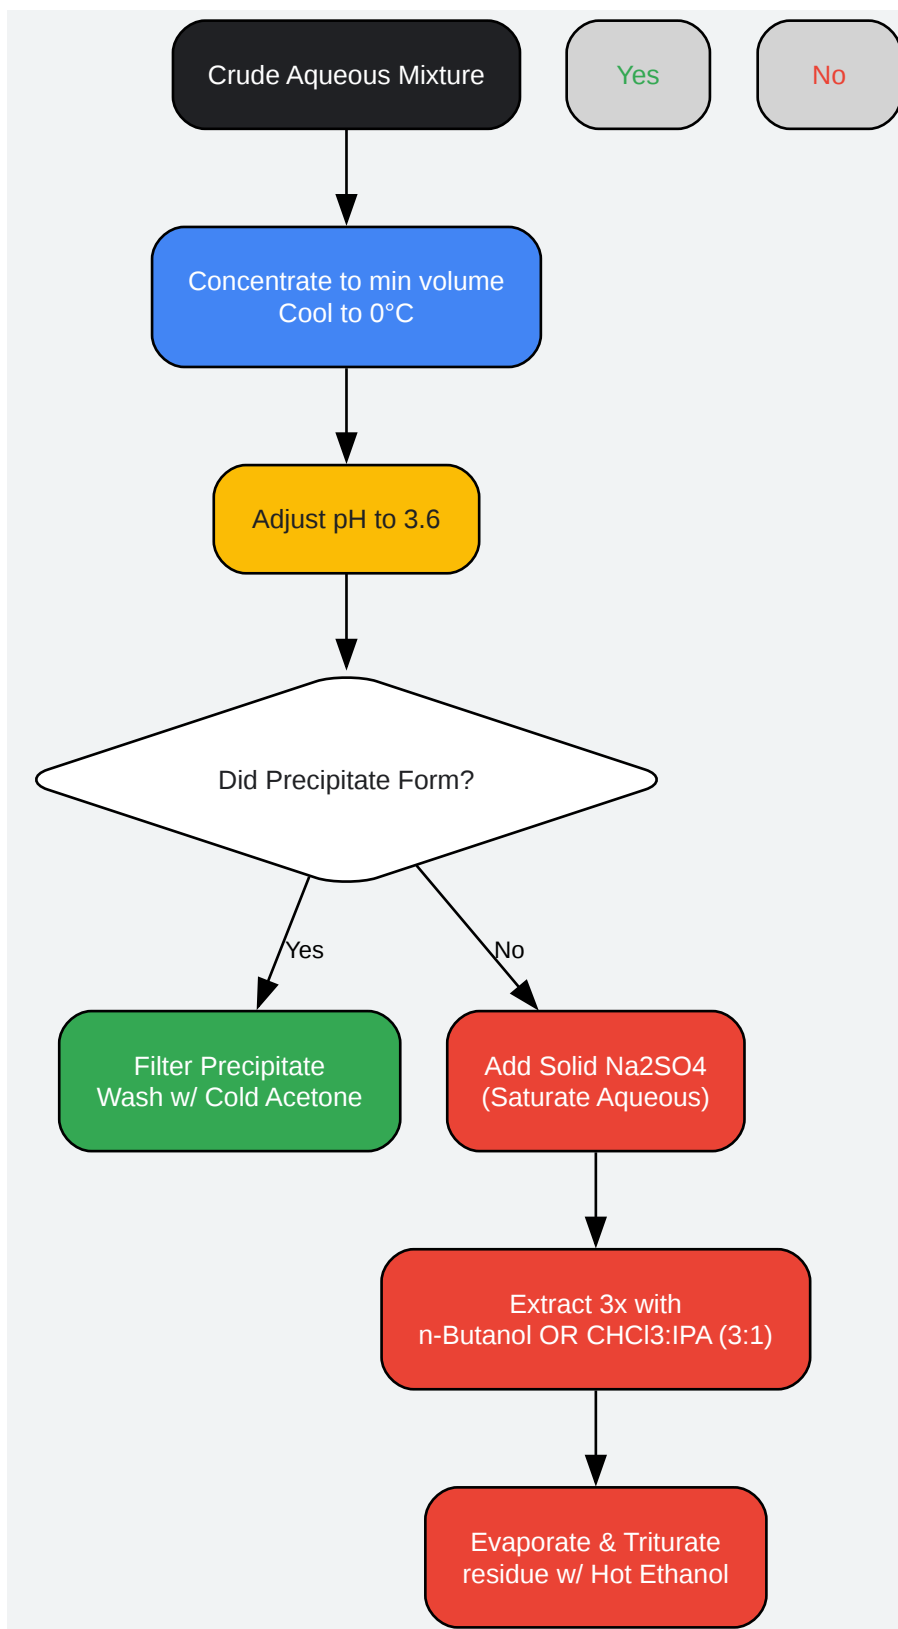 Crude Aqueous Mixture
Yes
No
Concentrate to min volume
Cool to 0°C
Adjust pH to 3.6
Did Precipitate Form?
Yes
No
Filter Precipitate
Wash w/ Cold Acetone
Add Solid Na2SO4
(Saturate Aqueous)
Extract 3x with
n-Butanol OR CHCl3:IPA (3:1)
Evaporate & Triturate
residue w/ Hot Ethanol